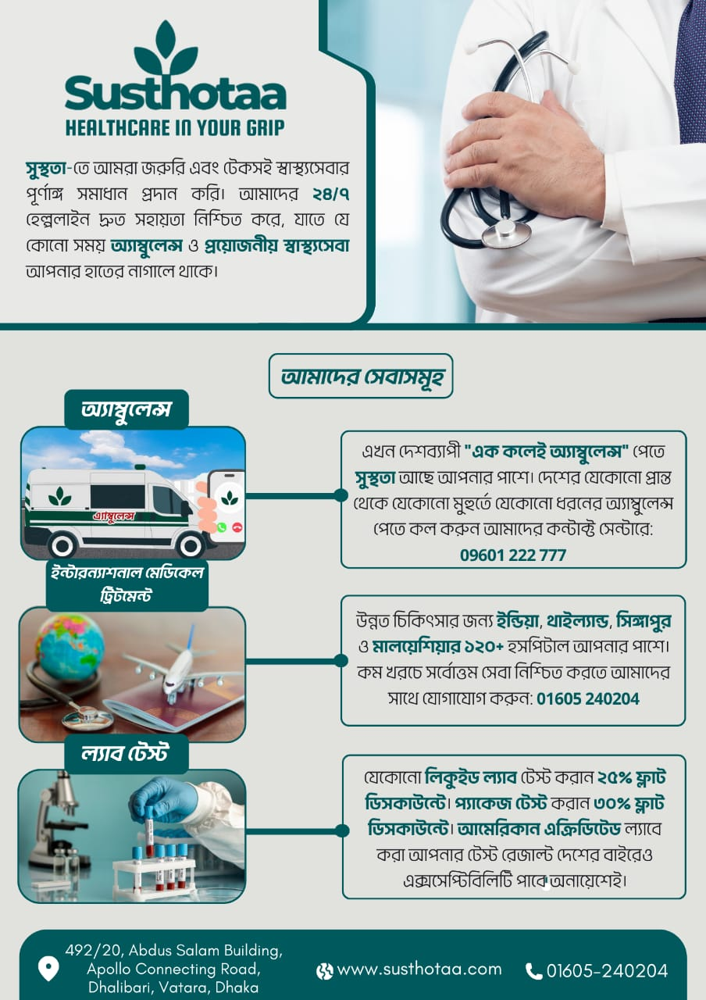 Susthotaa
HEALTHCARE IN YOUR GRIP
সুস্থতা-তে আমরা জরুরি এবং টেকসই স্বাস্থ্যসেবার
পূর্ণাঙ্গ সমাধান প্রদান করি। আমাদের ২৪/৭
হেল্পলাইন দ্রুত সহায়তা নিশ্চিত করে, যাতে যে
কোনো সময় অ্যাম্বুলেন্স ও প্রয়োজনীয় স্বাস্থ্যসেবা
আপনার হাতের নাগালে থাকে।
আমাদের সেবাসমূহ
অ্যাম্বুলেন্স
এ্যাম্বুলেন্স
এখন দেশব্যাপী "এক কলেই অ্যাম্বুলেন্স" পেতে
সুস্থতা আছে আপনার পাশে। দেশের যেকোনো প্রান্ত
থেকে যেকোনো মুহুর্তে যেকোনো ধরনের অ্যাম্বুলেন্স
পেতে কল করুন আমাদের কন্টাক্ট সেন্টারে:
09601 222 777
ইন্টারন্যাশনাল মেডিকেল
ট্রিটমেন্ট
উন্নত চিকিৎসার জন্য ইন্ডিয়া, থাইল্যান্ড, সিঙ্গাপুর
ও মালয়েশিয়ার ১২০+ হসপিটাল আপনার পাশে।
কম খরচে সর্বোত্তম সেবা নিশ্চিত করতে আমাদের
সাথে যোগাযোগ করুন: 01605 240204
ল্যাব টেস্ট
যেকোনো লিকুইড ল্যাব টেস্ট করান ২৫% ফ্লাট
ডিসকাউন্টে। প্যাকেজ টেস্ট করান ৩০% ফ্লাট
ডিসকাউন্টে। আমেরিকান এক্রিডিটেড ল্যাবে
করা আপনার টেস্ট রেজাল্ট দেশের বাইরেও
এক্সসেপ্টিবিলিটি পাবে অনায়েশেই।
492/20, Abdus Salam Building,
Apollo Connecting Road,
Dhalibari, Vatara, Dhaka
www.susthotaa.com
01605-240204